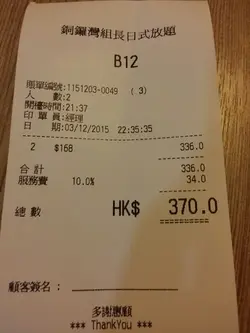 銅鑼灣組長日式放題
B12
賬單編號:1151203-0049 (3)
人 數:2
開檯時間:21:37
印單員:經理
日 期:03/12/2015 22:35:35
2 $168 336.0
合計 336.0
服務費 10.0% 34.0
總數 HK$ 370.0
顧客簽名:
多謝惠顧
*** ThankYou ***